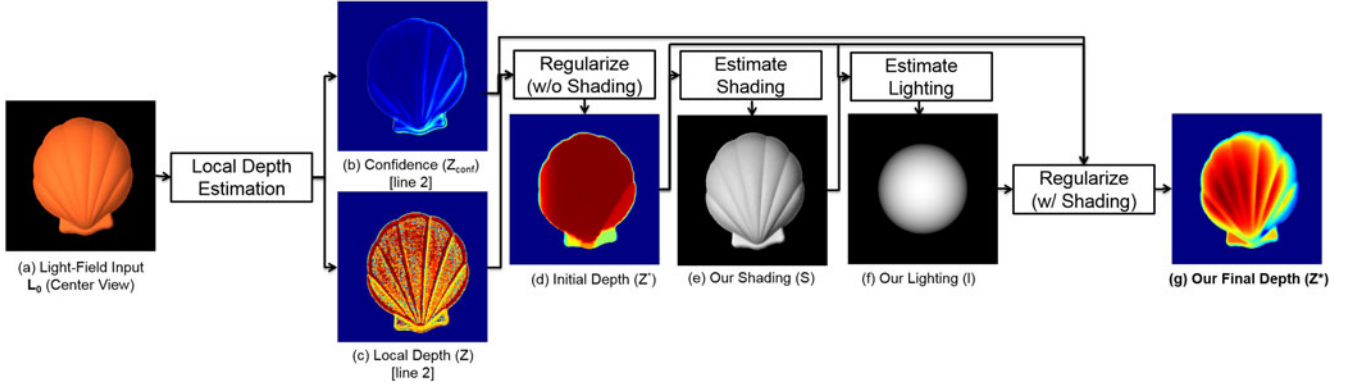 (a) Light-Field Input
L₀ (Center View)
Local Depth
Estimation
(b) Confidence (Zconf)
[line 2]
(c) Local Depth (Z)
[line 2]
Regularize
(w/o Shading)
(d) Initial Depth (Z')
Estimate
Shading
(e) Our Shading (S)
Estimate
Lighting
(f) Our Lighting (l)
Regularize
(w/ Shading)
(g) Our Final Depth (Z*)